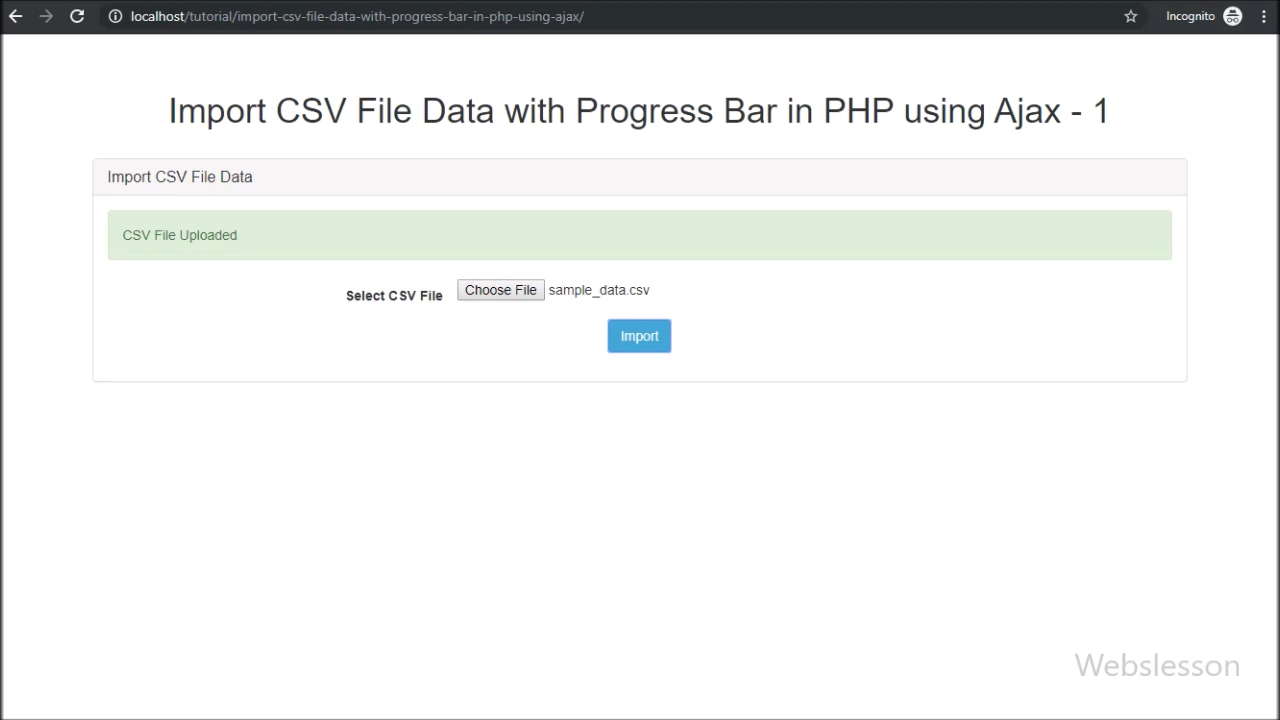 localhost/tutorial/import-csv-file-data-with-progress-bar-in-php-using-ajax/
Incognito
Import CSV File Data with Progress Bar in PHP using Ajax - 1
Import CSV File Data
CSV File Uploaded
Select CSV File Choose File sample_data.csv
Import
Webslesson